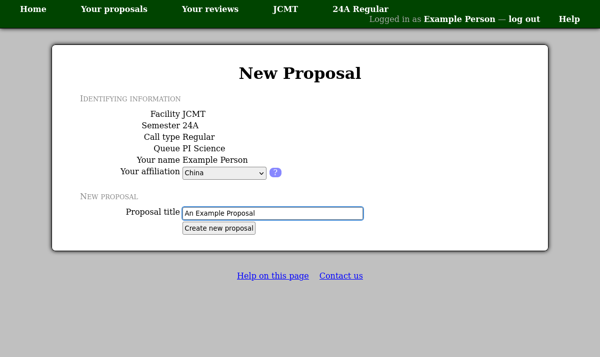 Home Your proposals Your reviews JCMT 24A Regular
Logged in as Example Person — log out Help
New Proposal
Identifying information
Facility JCMT
Semester 24A
Call type Regular
Queue PI Science
Your name Example Person
Your affiliation China ?
New proposal
Proposal title An Example Proposal
Create new proposal
Help on this page Contact us